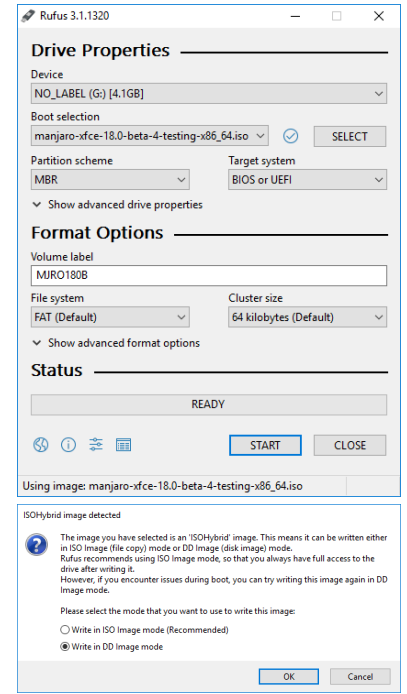 Rufus 3.1.1320
Drive Properties
Device
NO_LABEL (G:) [4.1GB]
Boot selection
manjaro-xfce-18.0-beta-4-testing-x86_64.iso
SELECT
Partition scheme
Target system
MBR
BIOS or UEFI
Show advanced drive properties
Format Options
Volume label
MJRO180B
File system
Cluster size
FAT (Default)
64 kilobytes (Default)
Show advanced format options
Status
READY
START
CLOSE
Using image: manjaro-xfce-18.0-beta-4-testing-x86_64.iso
ISOHybrid image detected
The image you have selected is an 'ISOHybrid' image. This means it can be written either
in ISO Image (file copy) mode or DD Image (disk image) mode.
Rufus recommends using ISO Image mode, so that you always have full access to the
drive after writing it.
However, if you encounter issues during boot, you can try writing this image again in DD
Image mode.
Please select the mode that you want to use to write this image:
Write in ISO Image mode (Recommended)
Write in DD Image mode
OK
Cancel